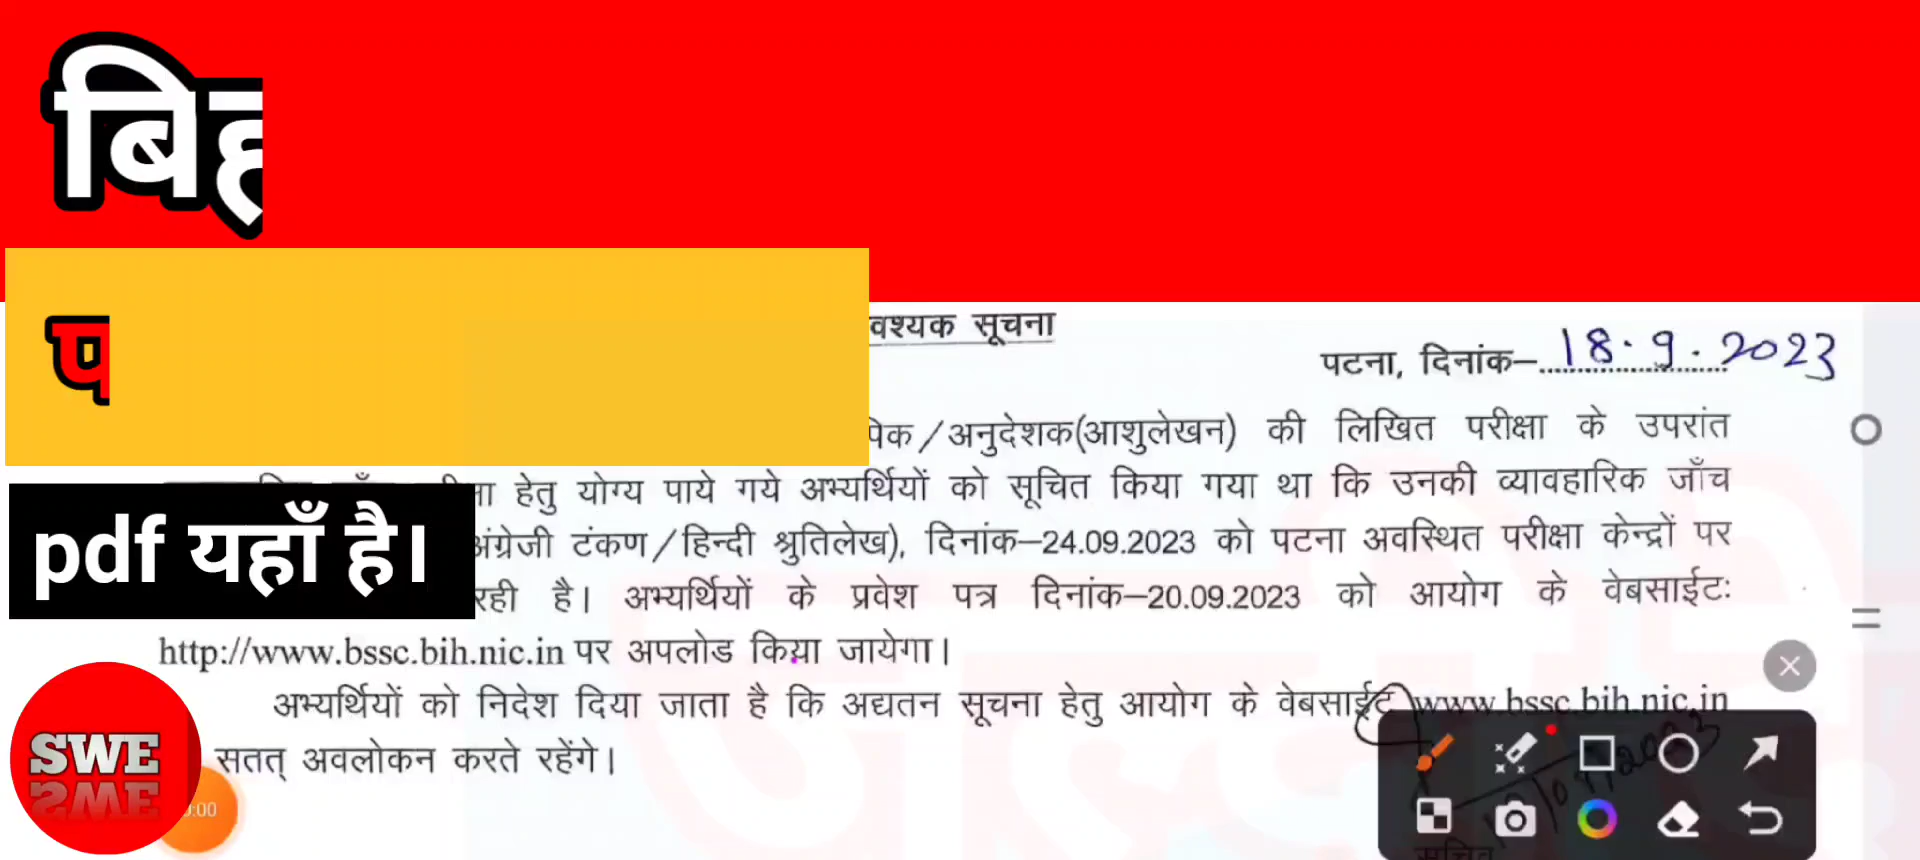 बिह
प
वश्यक सूचना
पटना, दिनांक–18.9.2023
पिक/अनुदेशक(आशुलेखन) की लिखित परीक्षा के उपरांत
हेतु योग्य पाये गये अभ्यर्थियों को सूचित किया गया था कि उनकी व्यावहारिक जाँच
pdf यहाँ है।
अंग्रेजी टंकण/हिन्दी श्रुतिलेख), दिनांक–24.09.2023 को पटना अवस्थित परीक्षा केन्द्रों पर
रही है। अभ्यर्थियों के प्रवेश पत्र दिनांक–20.09.2023 को आयोग के वेबसाईटः
http://www.bssc.bih.nic.in पर अपलोड किया जायेगा।
अभ्यर्थियों को निदेश दिया जाता है कि अद्यतन सूचना हेतु आयोग के वेबसाईट www.bssc.bih.nic.in
सतत् अवलोकन करते रहेंगे।
SWE
:00
सचिव